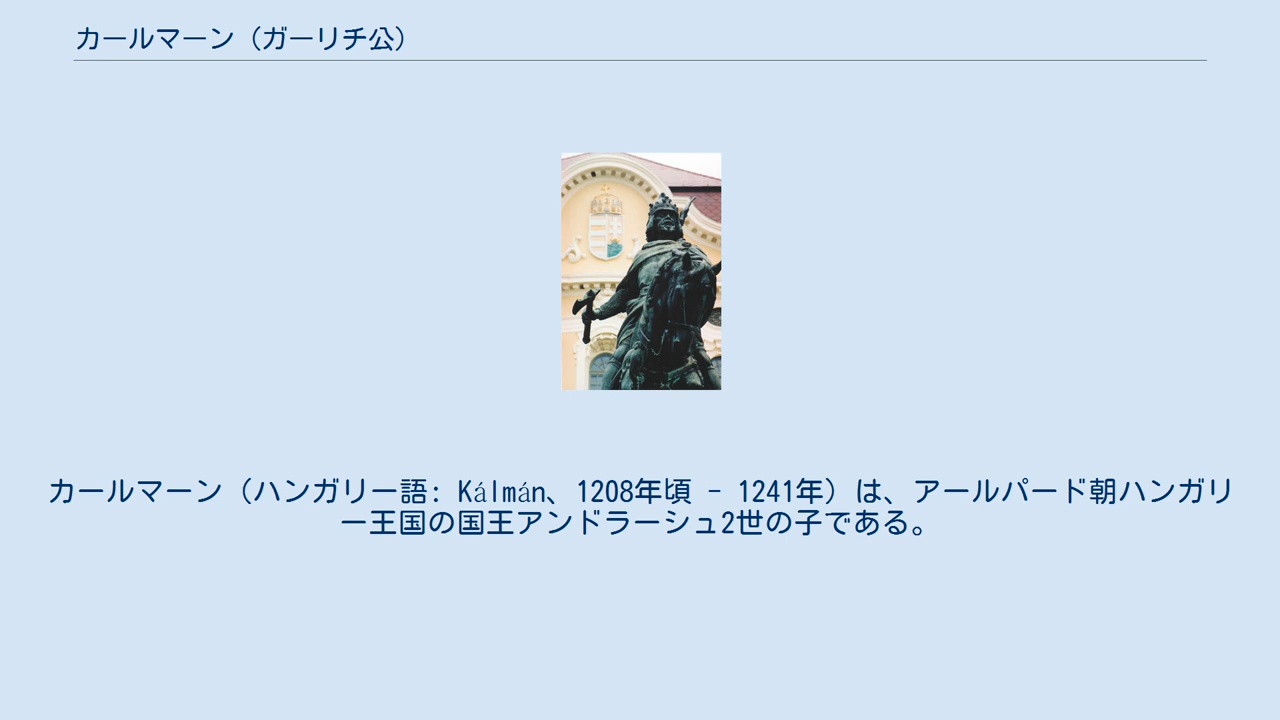 カールマーン（ガーリチ公）
カールマーン（ハンガリー語: Kálmán、1208年頃 - 1241年）は、アールパード朝ハンガリ
ー王国の国王アンドラーシュ2世の子である。